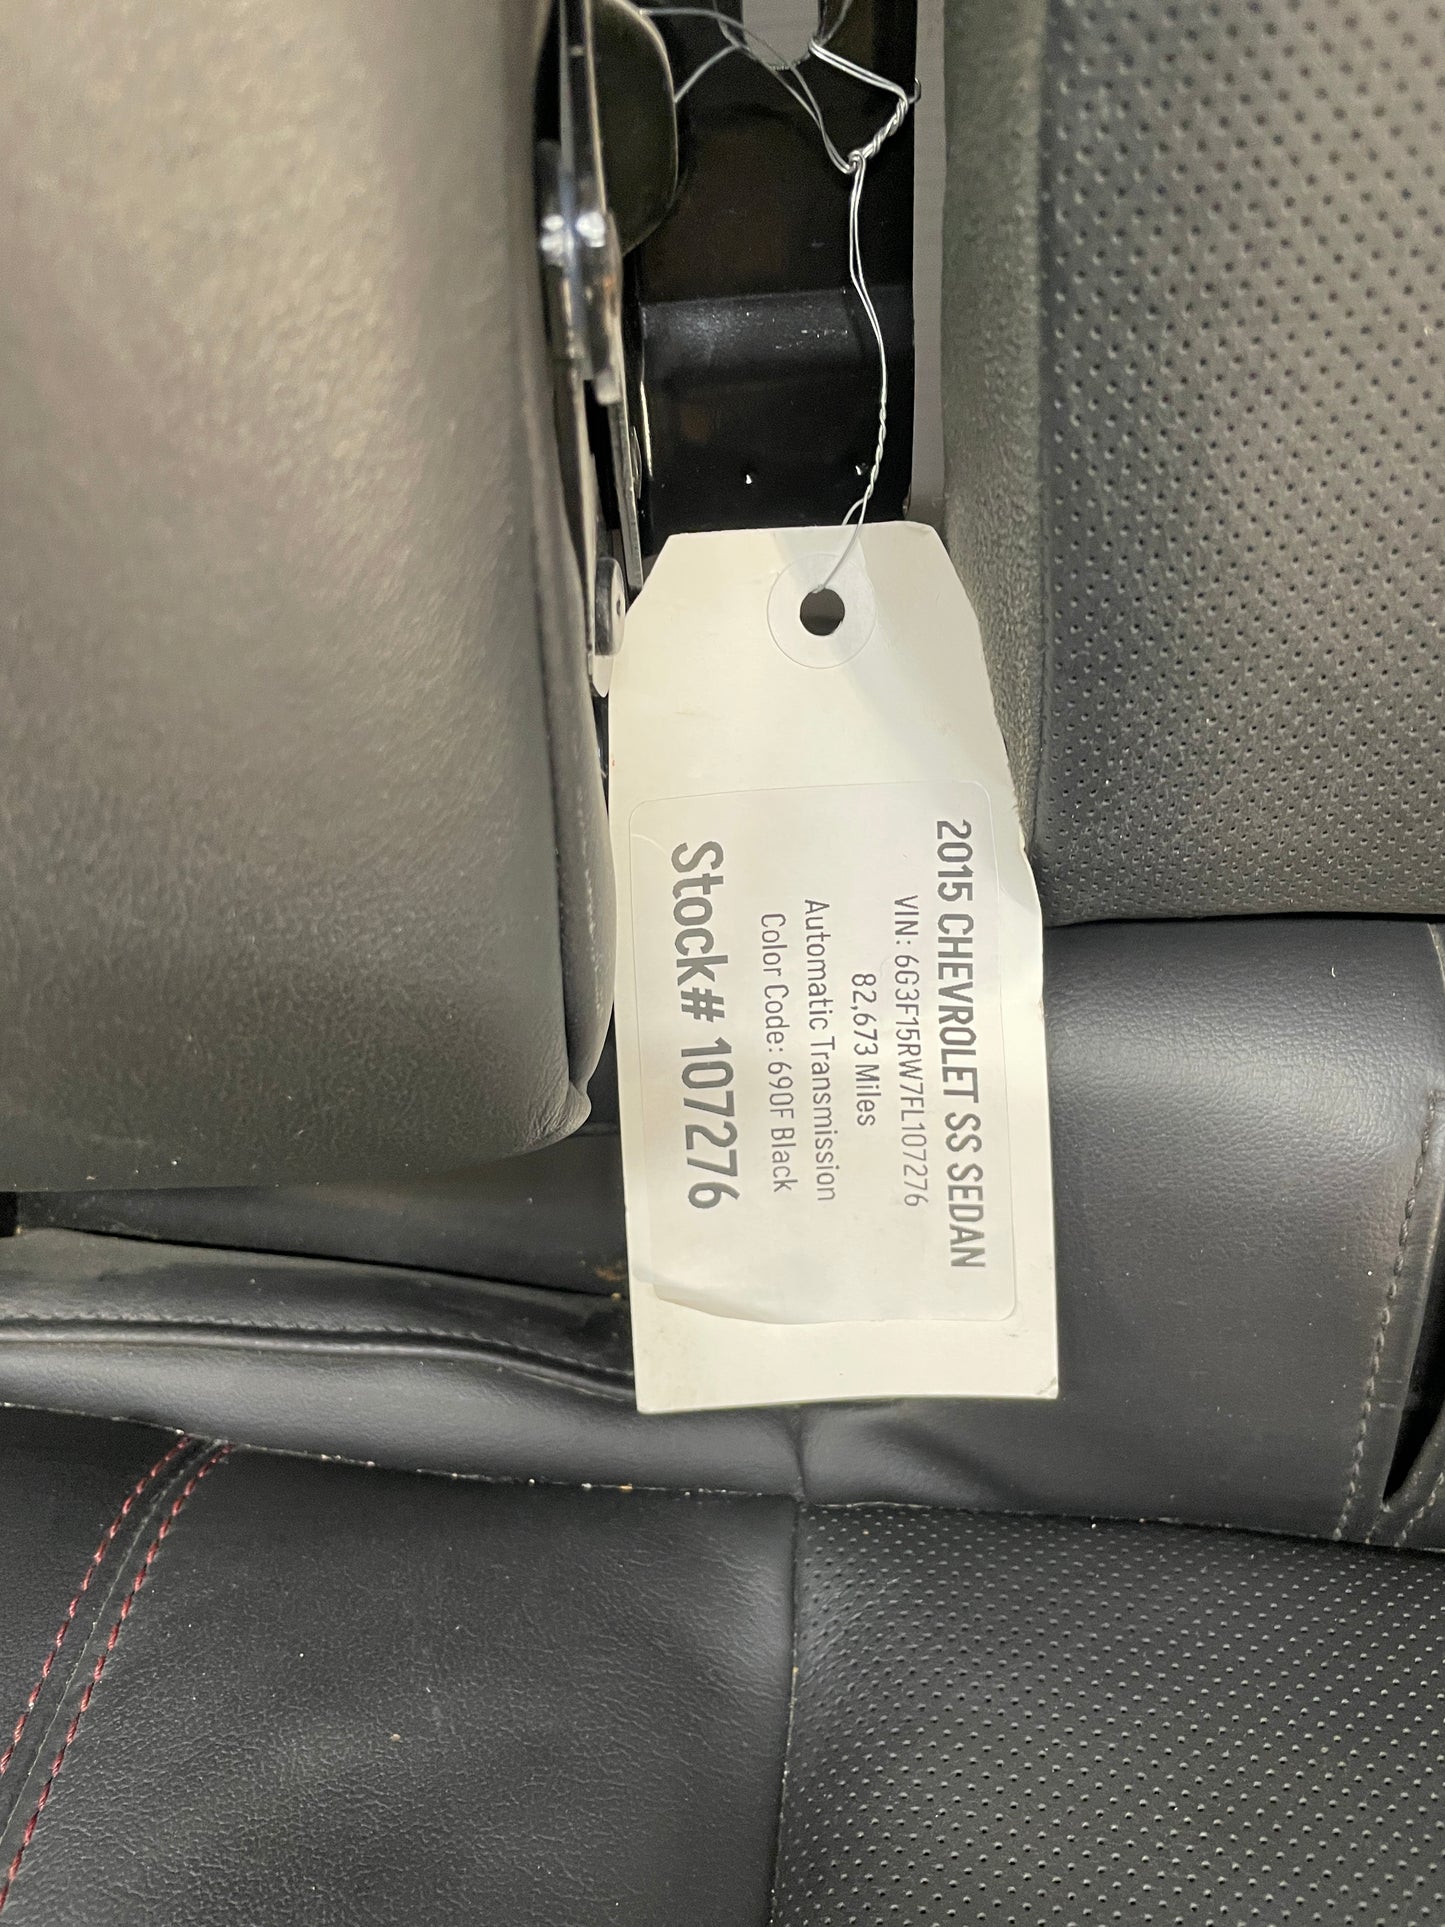 2015 CHEVROLET SS SEDAN
VIN: 6G3F15RW7FL107276
82,673 Miles
Automatic Transmission
Color Code: 690F Black
Stock# 107276